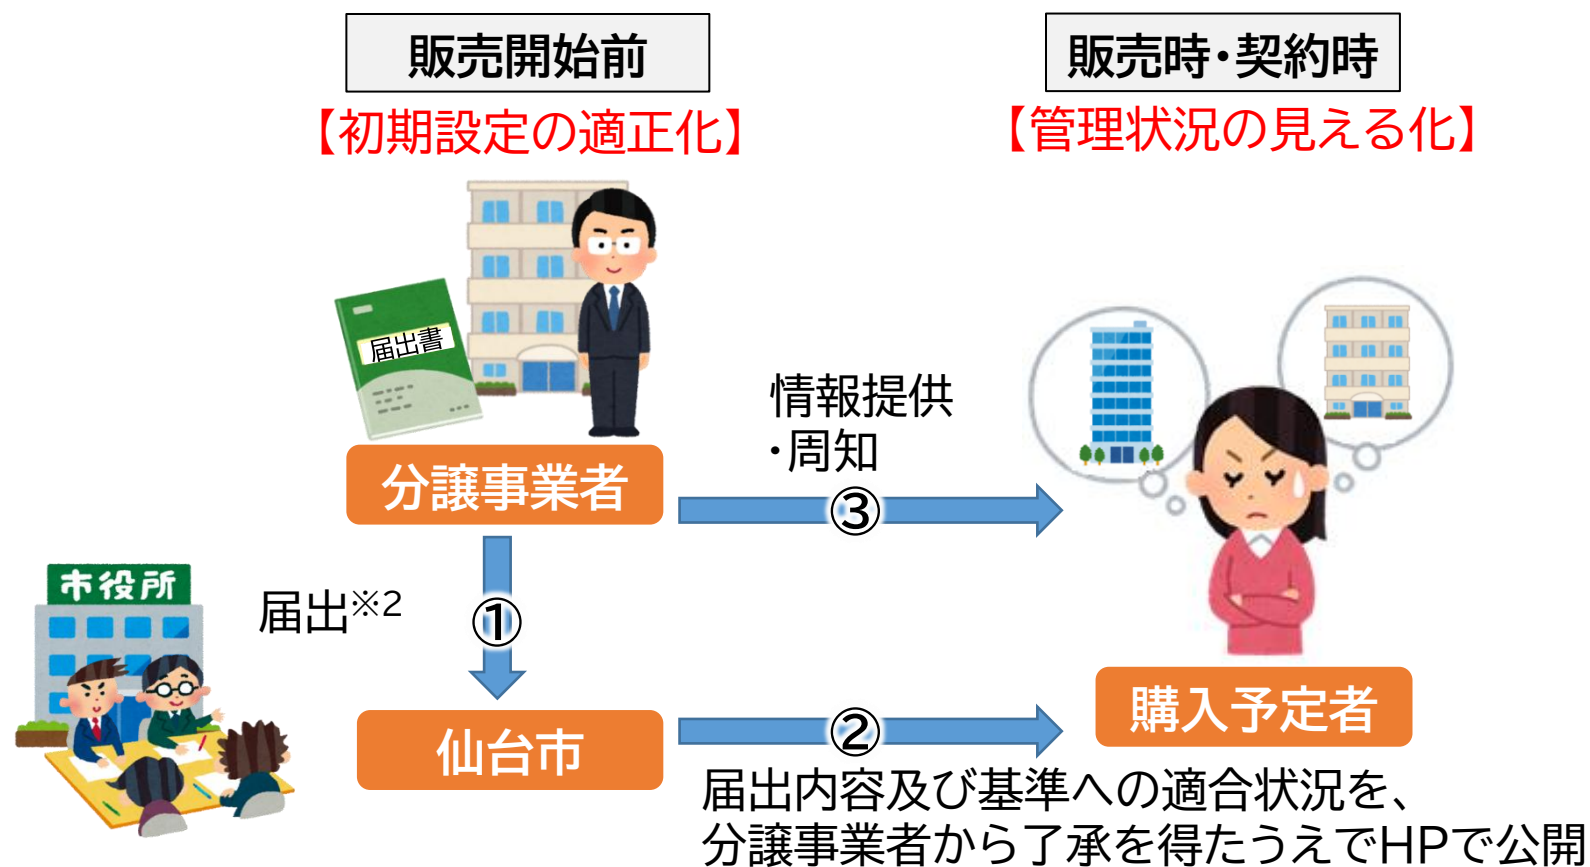 販売開始前
【初期設定の適正化】
販売時・契約時
【管理状況の見える化】
届出書
分譲事業者
情報提供
・周知
③
市役所
届出※2
①
仙台市
②
購入予定者
届出内容及び基準への適合状況を、
分譲事業者から了承を得たうえでHPで公開